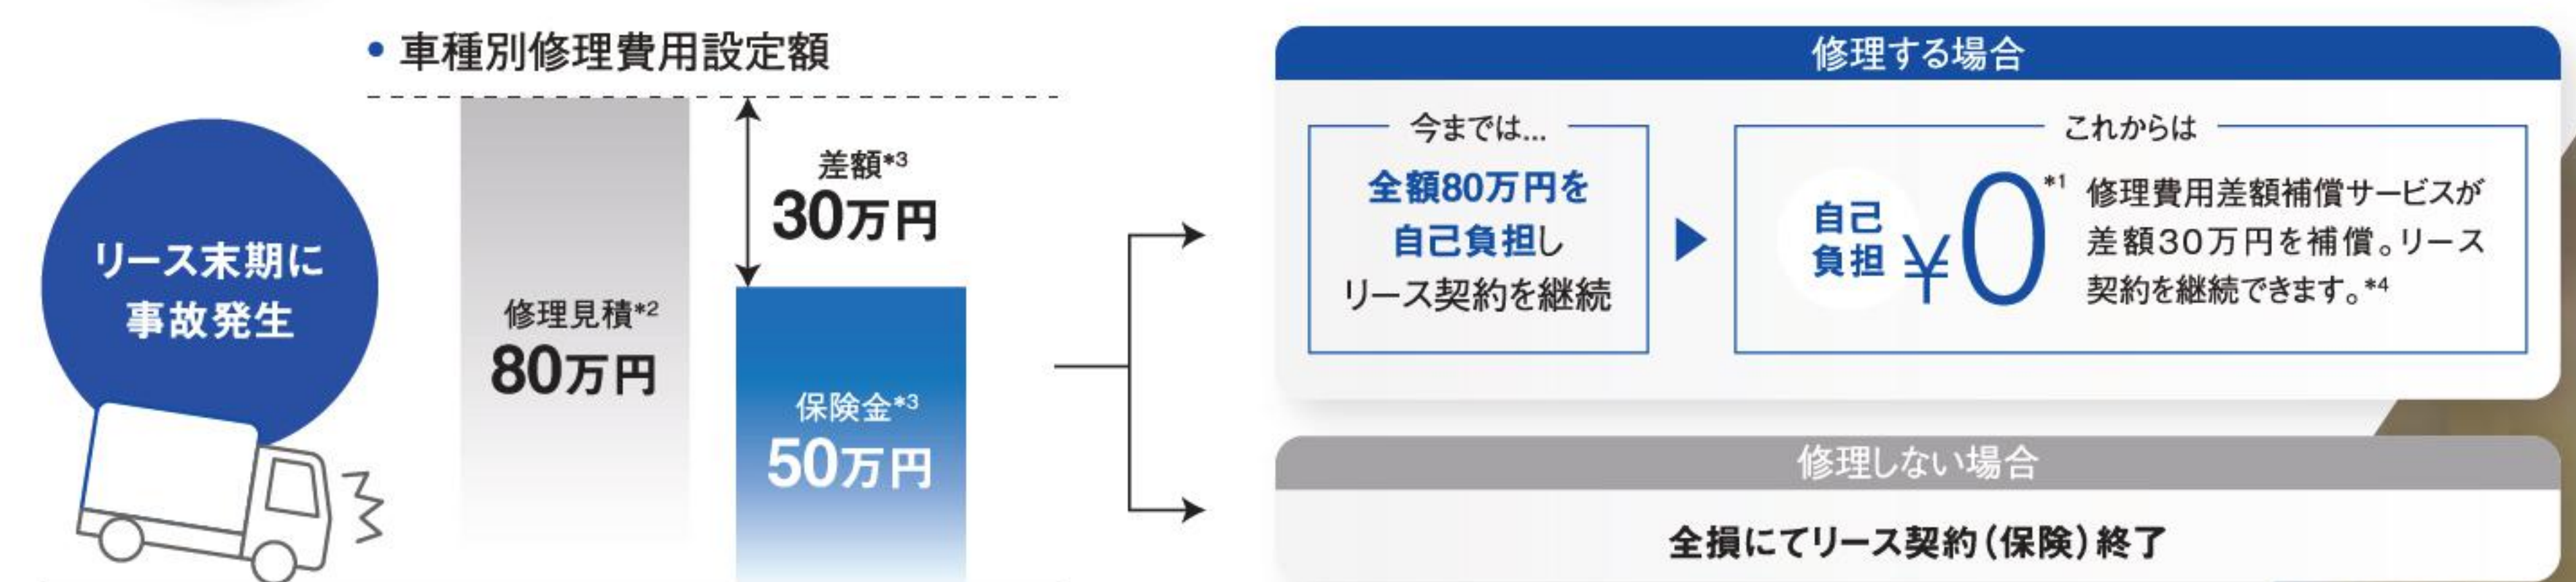 • 車種別修理費用設定額
リース末期に
事故発生
修理見積*2
80万円
差額*3
30万円
保険金*3
50万円
修理する場合
今までは...
全額80万円を
自己負担し
リース契約を継続
これからは
自己
負担
¥0*1
修理費用差額補償サービスが
差額30万円を補償。リース
契約を継続できます。*4
修理しない場合
全損にてリース契約(保険)終了